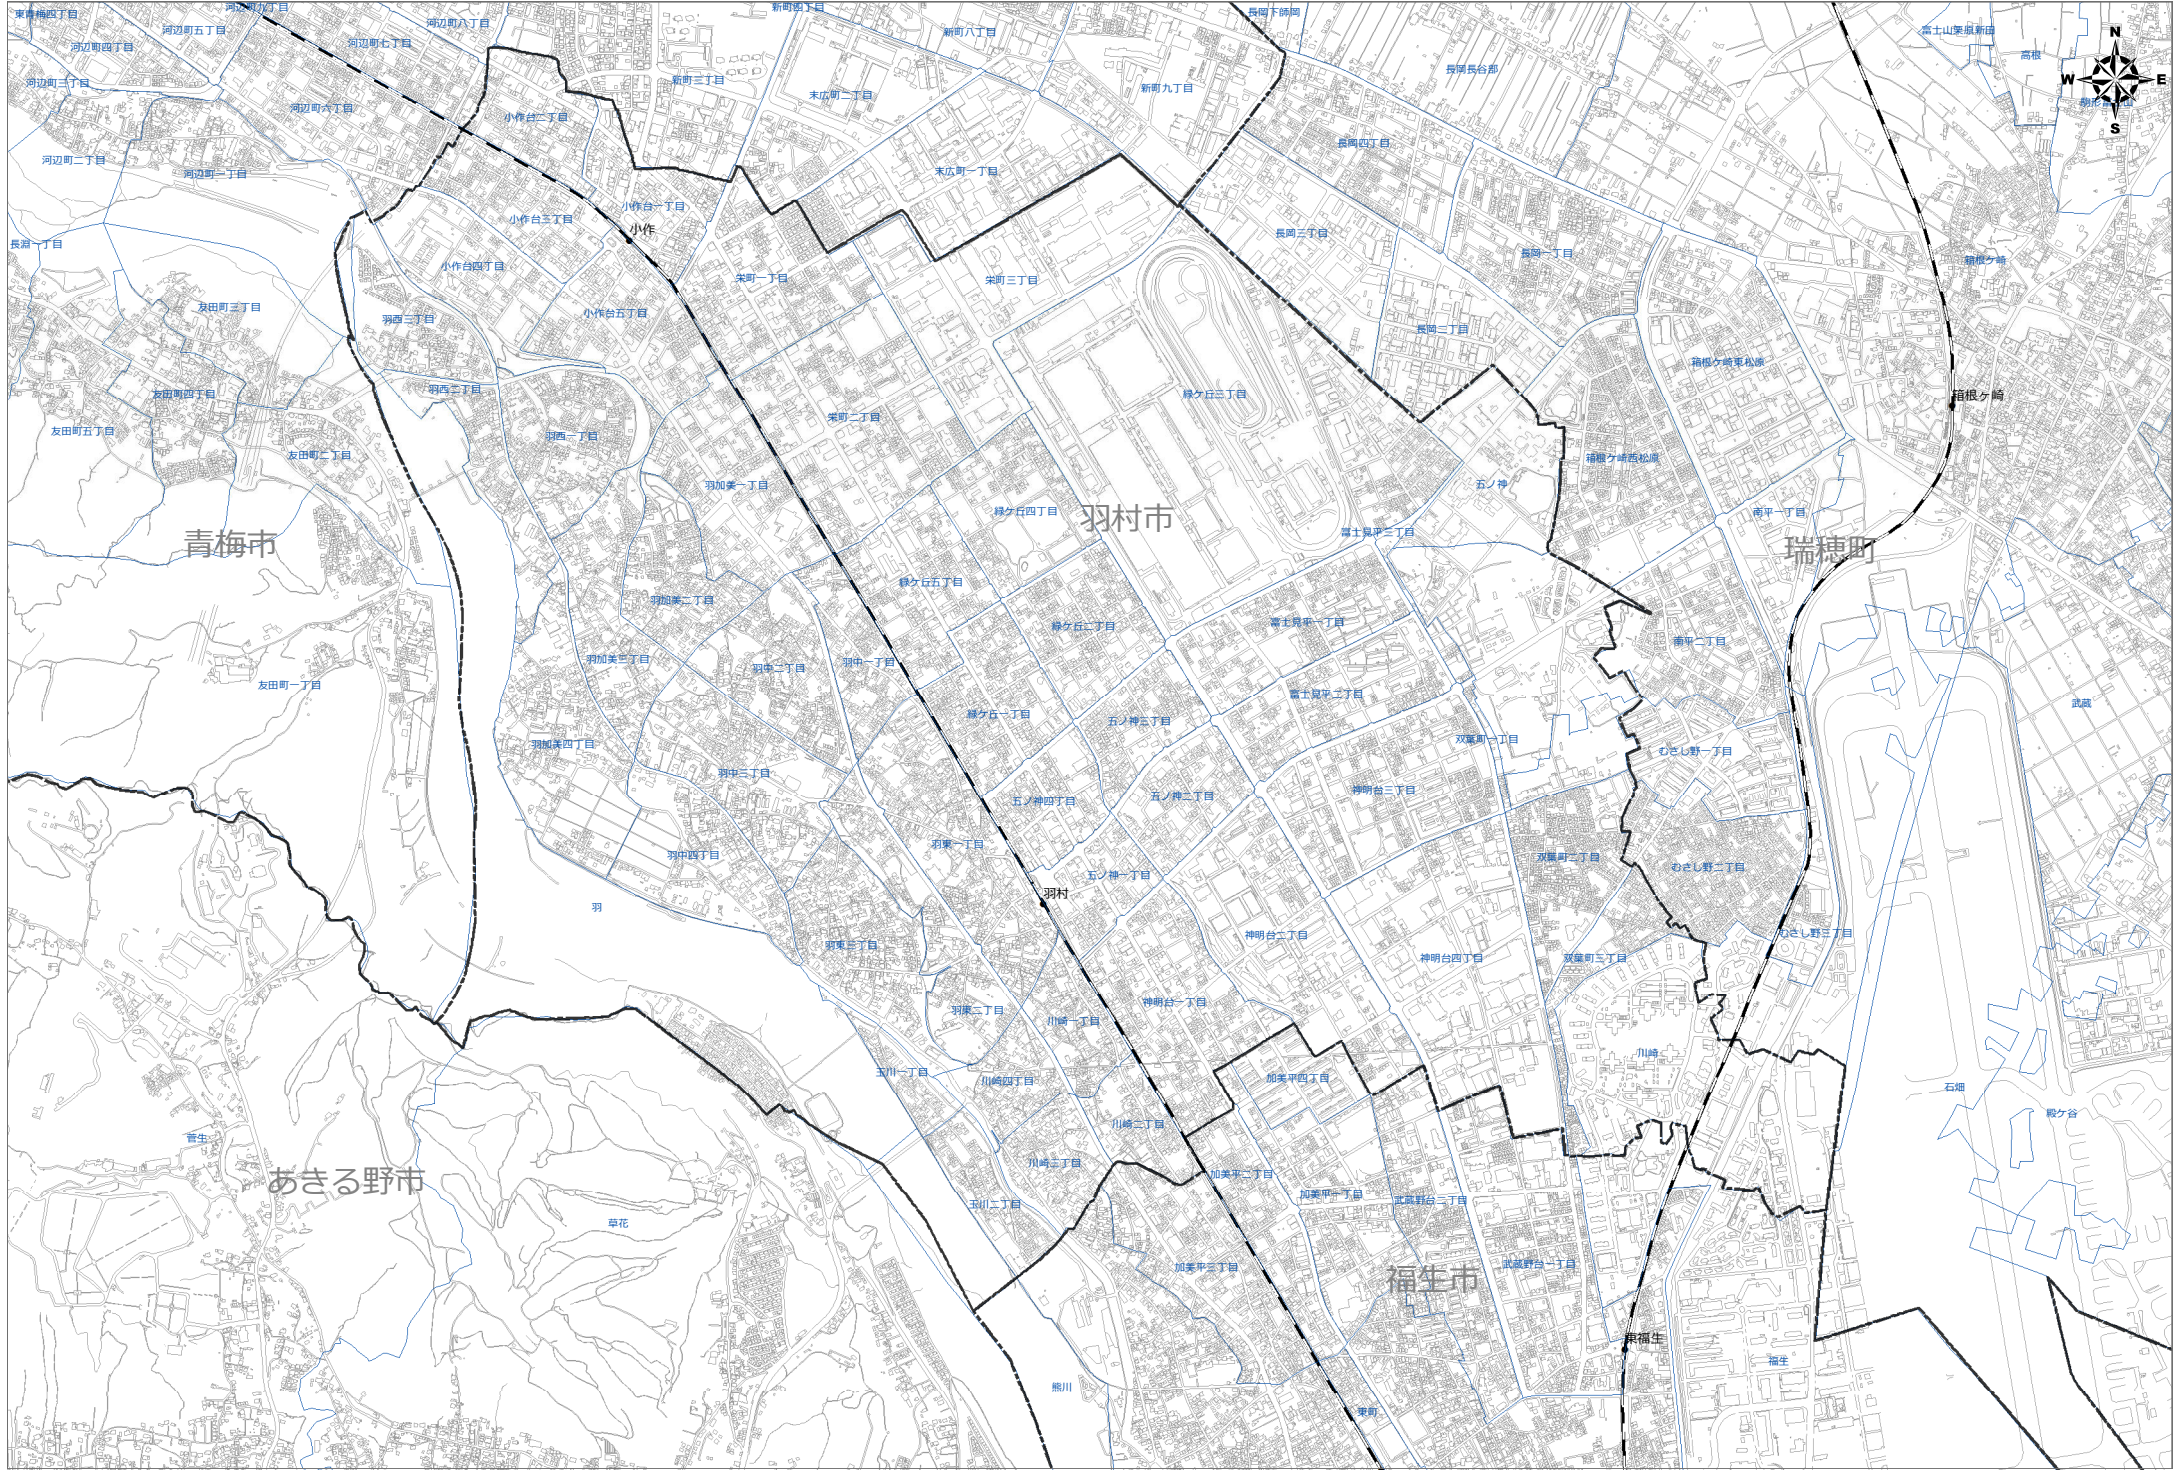 東青梅四丁目
河辺町九丁目
河辺町五丁目
河辺町四丁目
河辺町八丁目
河辺町七丁目
新町四丁目
新町八丁目
長岡下師岡
富士山栗原新田
高根
N
W
E
S
駒形富士山
河辺町三丁目
河辺町六丁目
新町三丁目
末広町二丁目
新町九丁目
長岡長谷部
小作台二丁目
河辺町二丁目
河辺町一丁目
末広町一丁目
長岡四丁目
小作台三丁目
小作台一丁目
小作
長岡三丁目
長淵一丁目
小作台四丁目
栄町一丁目
栄町三丁目
長岡一丁目
箱根ケ崎
友田町三丁目
羽西三丁目
小作台五丁目
長岡二丁目
箱根ケ崎東松原
友田町四丁目
羽西二丁目
緑ケ丘三丁目
箱根ヶ崎
友田町五丁目
友田町二丁目
羽西一丁目
栄町二丁目
箱根ケ崎西松原
羽加美一丁目
五ノ神
緑ケ丘四丁目
羽村市
富士見平三丁目
南平一丁目
青梅市
瑞穂町
緑ケ丘五丁目
羽加美二丁目
緑ケ丘二丁目
富士見平一丁目
南平二丁目
羽加美三丁目
羽中二丁目
羽中一丁目
友田町一丁目
富士見平二丁目
武蔵
緑ケ丘一丁目
五ノ神三丁目
羽加美四丁目
双葉町一丁目
むさし野一丁目
羽中三丁目
五ノ神四丁目
五ノ神二丁目
神明台三丁目
羽中四丁目
羽東一丁目
双葉町二丁目
むさし野二丁目
五ノ神一丁目
羽村
羽
羽東三丁目
神明台二丁目
神明台四丁目
双葉町三丁目
むさし野三丁目
羽東二丁目
川崎一丁目
神明台一丁目
川崎
玉川一丁目
川崎四丁目
加美平四丁目
石畑
殿ケ谷
菅生
川崎二丁目
川崎三丁目
あきる野市
加美平二丁目
加美平一丁目
武蔵野台二丁目
玉川二丁目
草花
加美平三丁目
福生市
武蔵野台一丁目
東福生
福生
熊川
東町